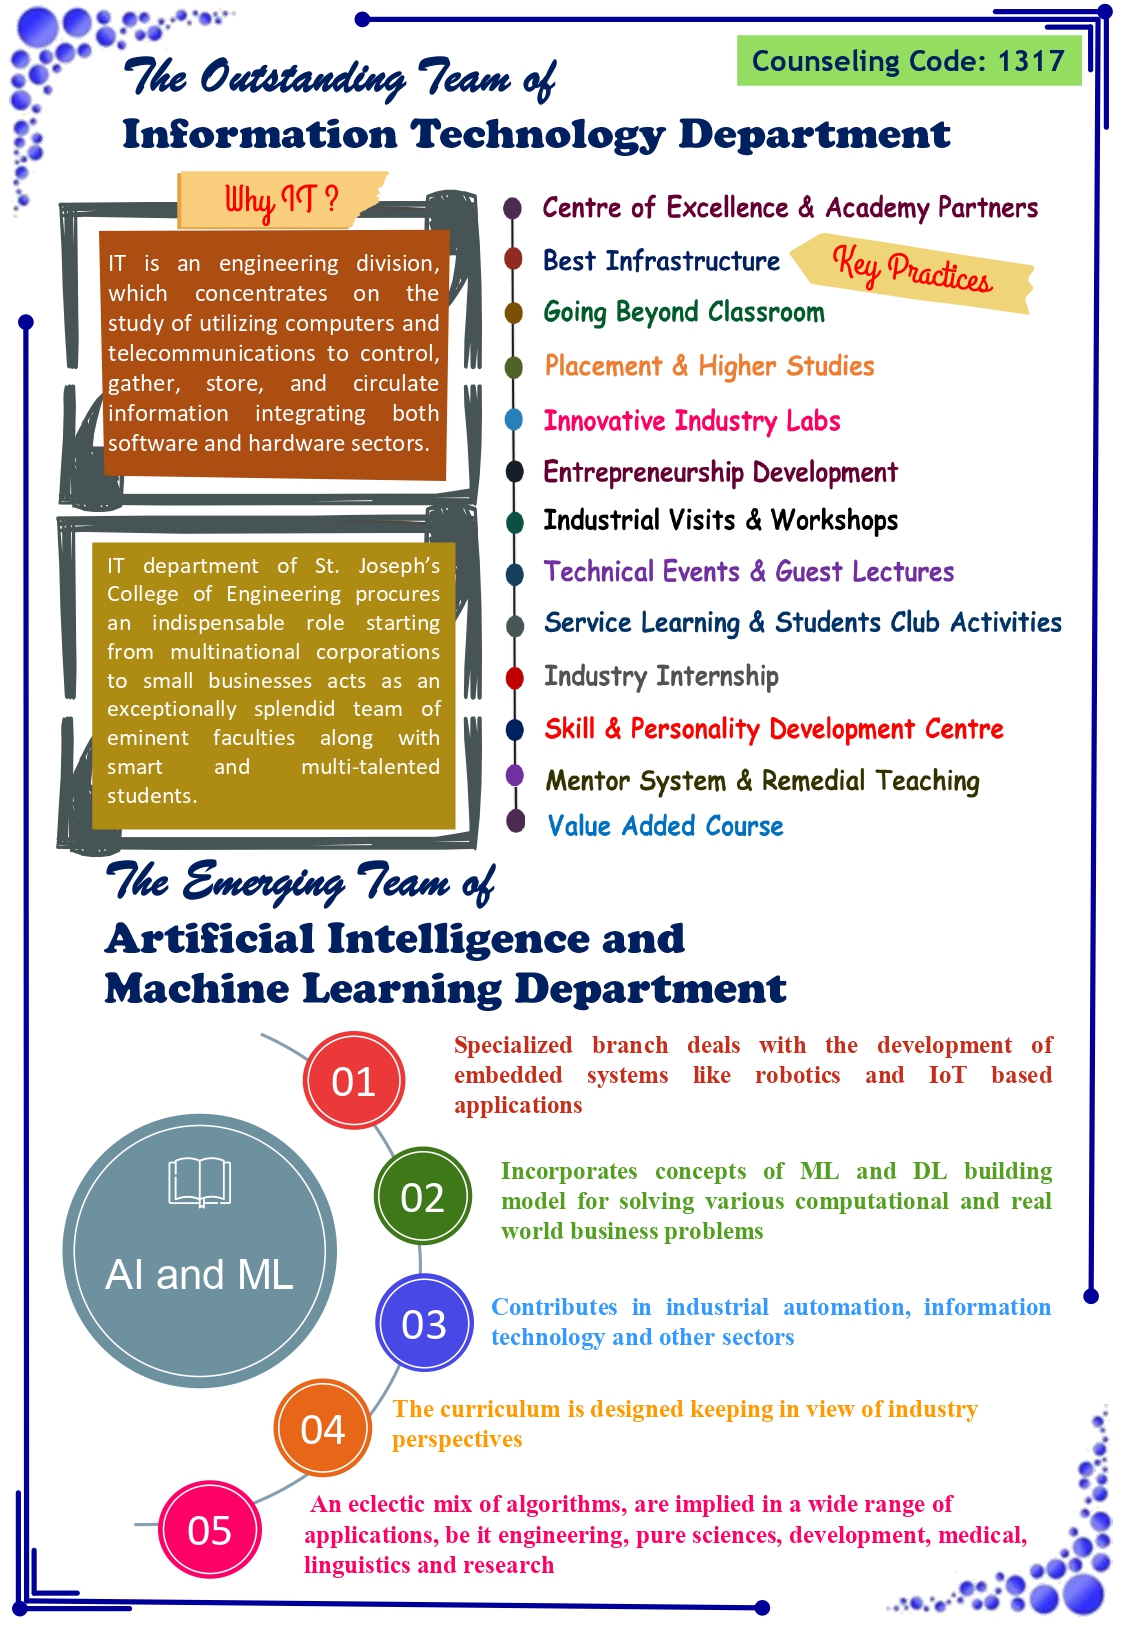 Counseling Code: 1317
The Outstanding Team of
Information Technology Department
Why IT ?
IT is an engineering division,
which concentrates on the
study of utilizing computers and
telecommunications to control,
gather, store, and circulate
information integrating both
software and hardware sectors.
IT department of St. Joseph’s
College of Engineering procures
an indispensable role starting
from multinational corporations
to small businesses acts as an
exceptionally splendid team of
eminent faculties along with
smart and multi-talented
students.
Key Practices
Centre of Excellence & Academy Partners
Best Infrastructure
Going Beyond Classroom
Placement & Higher Studies
Innovative Industry Labs
Entrepreneurship Development
Industrial Visits & Workshops
Technical Events & Guest Lectures
Service Learning & Students Club Activities
Industry Internship
Skill & Personality Development Centre
Mentor System & Remedial Teaching
Value Added Course
The Emerging Team of
Artificial Intelligence and
Machine Learning Department
AI and ML
01
Specialized branch deals with the development of
embedded systems like robotics and IoT based
applications
02
Incorporates concepts of ML and DL building
model for solving various computational and real
world business problems
03
Contributes in industrial automation, information
technology and other sectors
04
The curriculum is designed keeping in view of industry
perspectives
05
An eclectic mix of algorithms, are implied in a wide range of
applications, be it engineering, pure sciences, development, medical,
linguistics and research